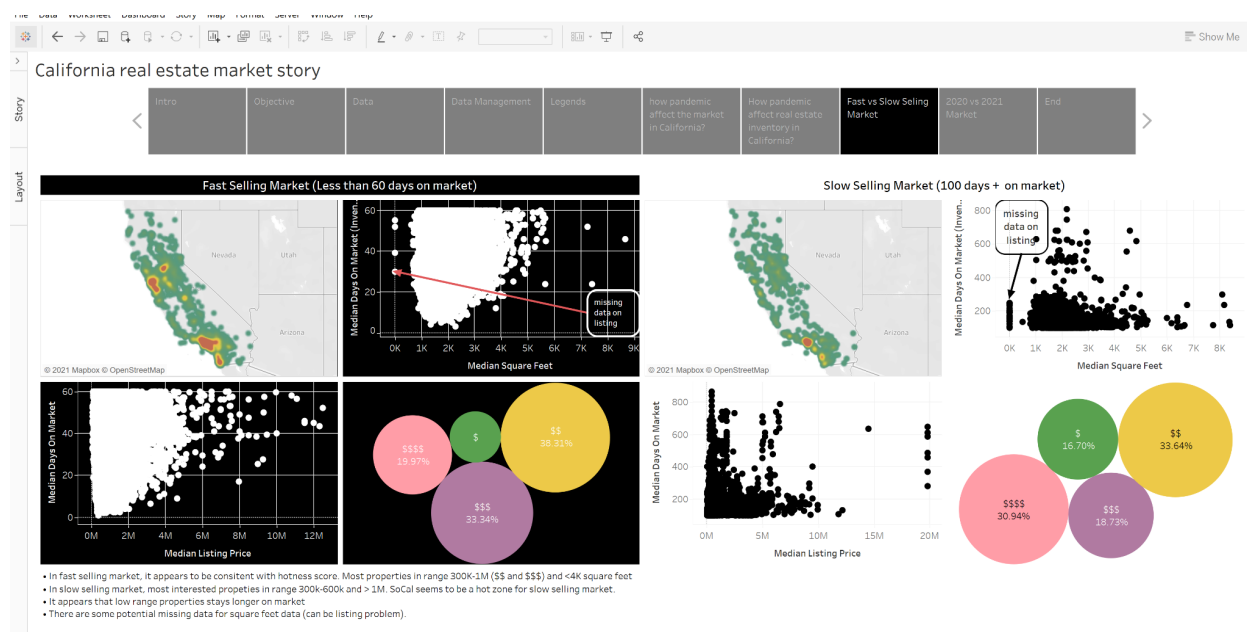 File Data Worksheet Dashboard Story Map Format Server Window Help
Show Me
Story
Layout
California real estate market story
Intro
Objective
Data
Data Management
Legends
how pandemic
affect the market
in California?
How pandemic
affect real estate
inventory in
California?
Fast vs Slow Seling
Market
2020 vs 2021
Market
End
Fast Selling Market (Less than 60 days on market)
Nevada
Utah
Arizona
© 2021 Mapbox © OpenStreetMap
Median Days On Market (Inven..
60
40
20
0
missing
data on
listing
0K 1K 2K 3K 4K 5K 6K 7K 8K 9K
Median Square Feet
Median Days On Market
60
40
20
0
0M 2M 4M 6M 8M 10M 12M
Median Listing Price
$$$$
19.97%
$
$$
38.31%
$$$
33.34%
Slow Selling Market (100 days + on market)
Nevada
Utah
Arizona
© 2021 Mapbox © OpenStreetMap
Median Days On Market (Inven..
800
600
400
200
missing
data on
listing
0K 1K 2K 3K 4K 5K 6K 7K 8K
Median Square Feet
Median Days On Market
800
600
400
200
0M 5M 10M 15M 20M
Median Listing Price
$
16.70%
$$
33.64%
$$$$
30.94%
$$$
18.73%
• In fast selling market, it appears to be consitent with hotness score. Most properties in range 300K-1M ($$ and $$$) and <4K square feet
• In slow selling market, most interested propeties in range 300k-600k and > 1M. SoCal seems to be a hot zone for slow selling market.
• It appears that low range properties stays longer on market
• There are some potential missing data for square feet data (can be listing problem).